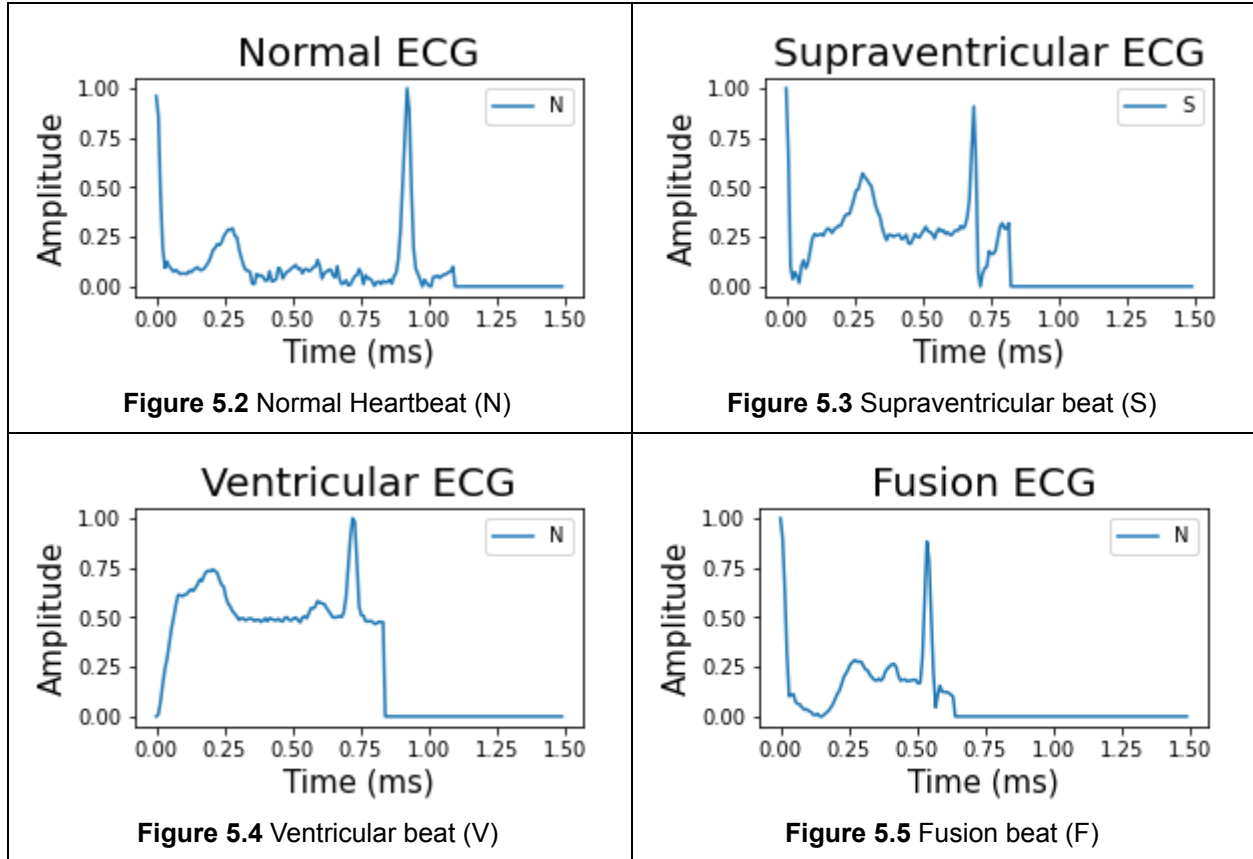 Normal ECG
N
Amplitude
1.00
0.75
0.50
0.25
0.00
0.00 0.25 0.50 0.75 1.00 1.25 1.50
Time (ms)
Figure 5.2 Normal Heartbeat (N)
Supraventricular ECG
S
Amplitude
1.00
0.75
0.50
0.25
0.00
0.00 0.25 0.50 0.75 1.00 1.25 1.50
Time (ms)
Figure 5.3 Supraventricular beat (S)
Ventricular ECG
N
Amplitude
1.00
0.75
0.50
0.25
0.00
0.00 0.25 0.50 0.75 1.00 1.25 1.50
Time (ms)
Figure 5.4 Ventricular beat (V)
Fusion ECG
N
Amplitude
1.00
0.75
0.50
0.25
0.00
0.00 0.25 0.50 0.75 1.00 1.25 1.50
Time (ms)
Figure 5.5 Fusion beat (F)